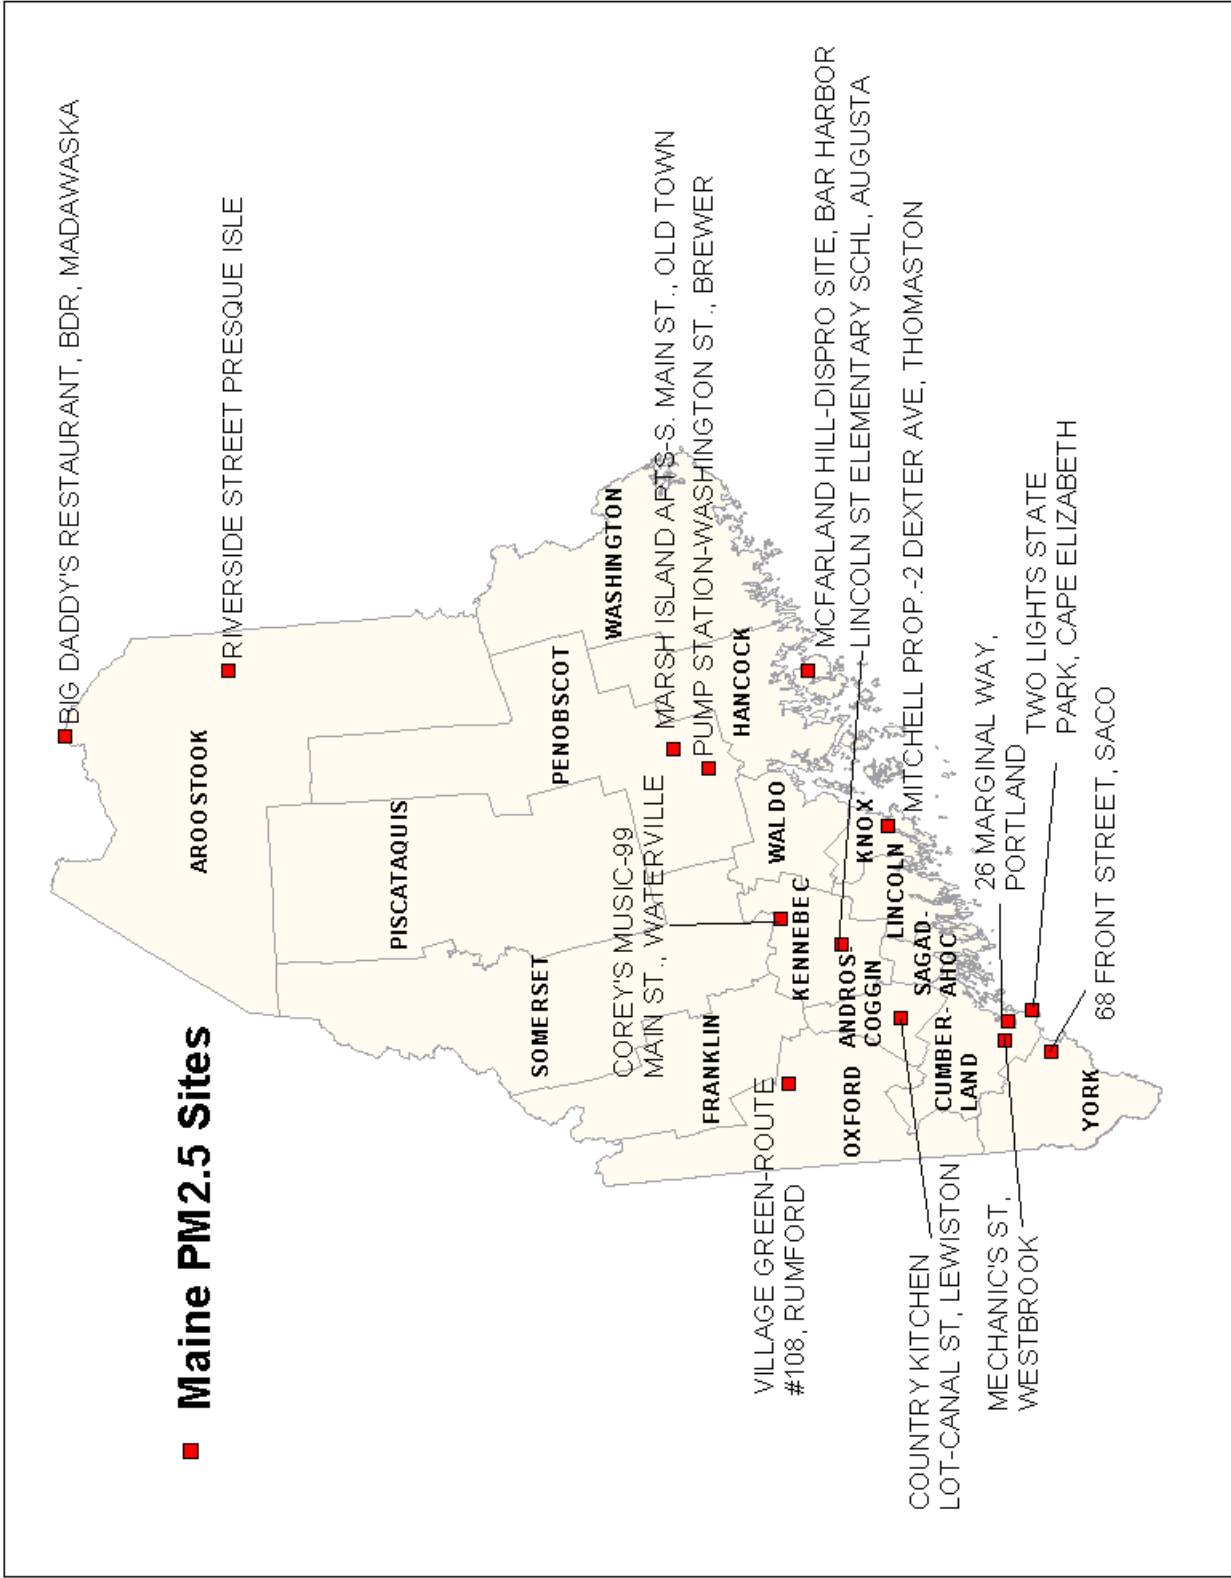 Maine PM2.5 Sites
BIG DADDY'S RESTAURANT, BDR, MADAWASKA
RIVERSIDE STREET PRESQUE ISLE
AROOSTOOK
PISCATAQUIS
SOMERSET
PENOBSCOT
WASHINGTON
COREY'S MUSIC-99
MAIN ST., WATERVILLE
MARSH ISLAND ARTS-S. MAIN ST., OLD TOWN
PUMP STATION-WASHINGTON ST., BREWER
FRANKLIN
HANCOCK
VILLAGE GREEN-ROUTE
#108, RUMFORD
WALDO
KENNEBEC
MCFARLAND HILL-DISPRO SITE, BAR HARBOR
LINCOLN ST ELEMENTARY SCHL, AUGUSTA
OXFORD
ANDROS-
COGGIN
KNOX
LINCOLN
MITCHELL PROP.-2 DEXTER AVE, THOMASTON
SAGAD-
AHOC
CUMBER-
LAND
COUNTRY KITCHEN
LOT-CANAL ST, LEWISTON
26 MARGINAL WAY,
PORTLAND
MECHANIC'S ST,
WESTBROOK
TWO LIGHTS STATE
PARK, CAPE ELIZABETH
YORK
68 FRONT STREET, SACO